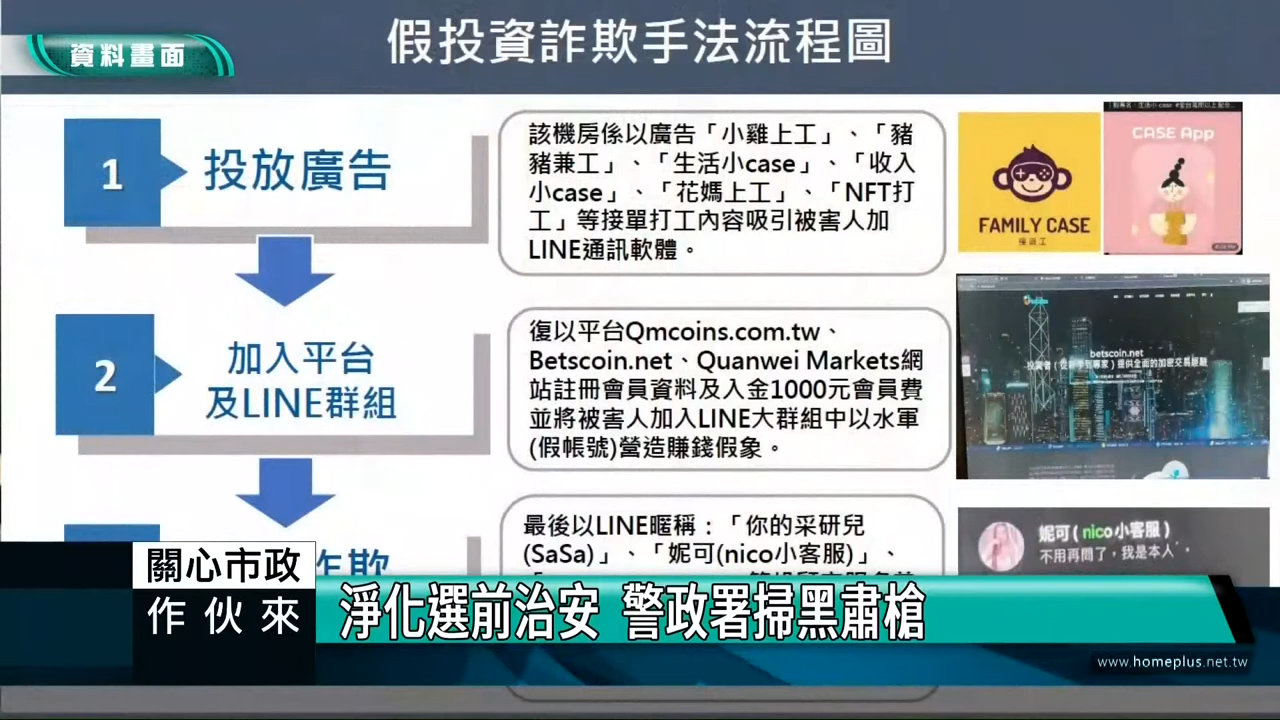 資料畫面
假投資詐欺手法流程圖
1
投放廣告
該機房係以廣告「小雞上工」、「豬
豬兼工」、「生活小case」、「收入
小case」、「花媽上工」、「NFT打
工」等接單打工內容吸引被害人加
LINE通訊軟體。
FAMILY CASE
CASE App
2
加入平台
及LINE群組
復以平台Qmcoins.com.tw、
Betscoin.net、Quanwei Markets網
站註冊會員資料及入金1000元會員費
並將被害人加入LINE大群組中以水軍
(假帳號)營造賺錢假象。
betscoin.net
詐欺
最後以LINE暱稱：「你的采研兒
(SaSa)」、「妮可(nico小客服)」、
妮可(nico小客服)
不用再問了，我是本人
關心市政
作伙來
淨化選前治安 警政署掃黑肅槍
www.homeplus.net.tw